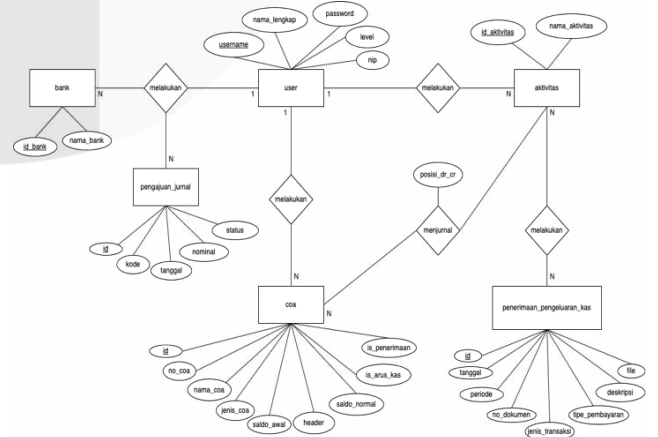 nama_lengkap
password
username
level
nip
id_aktivitas
nama_aktivitas
bank
N
melakukan
1
user
1
melakukan
N
aktivitas
1
N
N
id_bank
nama_bank
pengajuan_jurnal
id
kode
tanggal
nominal
status
melakukan
posisi_dr_cr
menjurnal
melakukan
N
N
N
coa
penerimaan_pengeluaran_kas
id
no_coa
nama_coa
jenis_coa
saldo_awal
header
saldo_normal
is_arus_kas
is_penerimaan
id
tanggal
periode
no_dokumen
jenis_transaksi
tipe_pembayaran
deskripsi
file